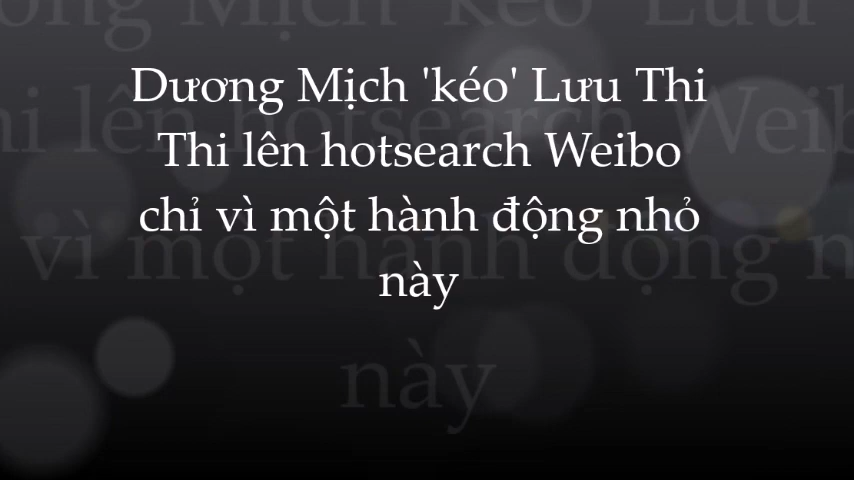 Dương Mịch 'kéo' Lưu Thi
Thi lên hotsearch Weibo
chỉ vì một hành động nhỏ
này